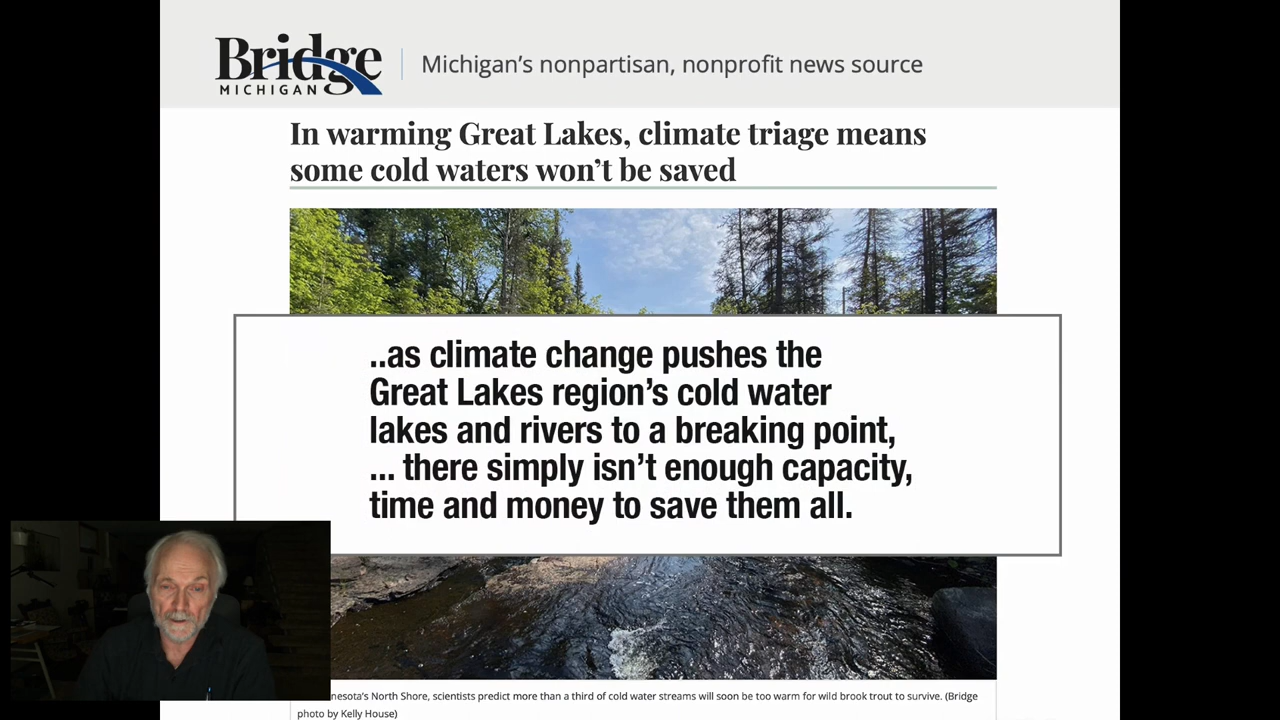 Bridge
MICHIGAN
Michigan’s nonpartisan, nonprofit news source
In warming Great Lakes, climate triage means
some cold waters won’t be saved
..as climate change pushes the
Great Lakes region’s cold water
lakes and rivers to a breaking point,
... there simply isn’t enough capacity,
time and money to save them all.
nesota’s North Shore, scientists predict more than a third of cold water streams will soon be too warm for wild brook trout to survive. (Bridge
photo by Kelly House)